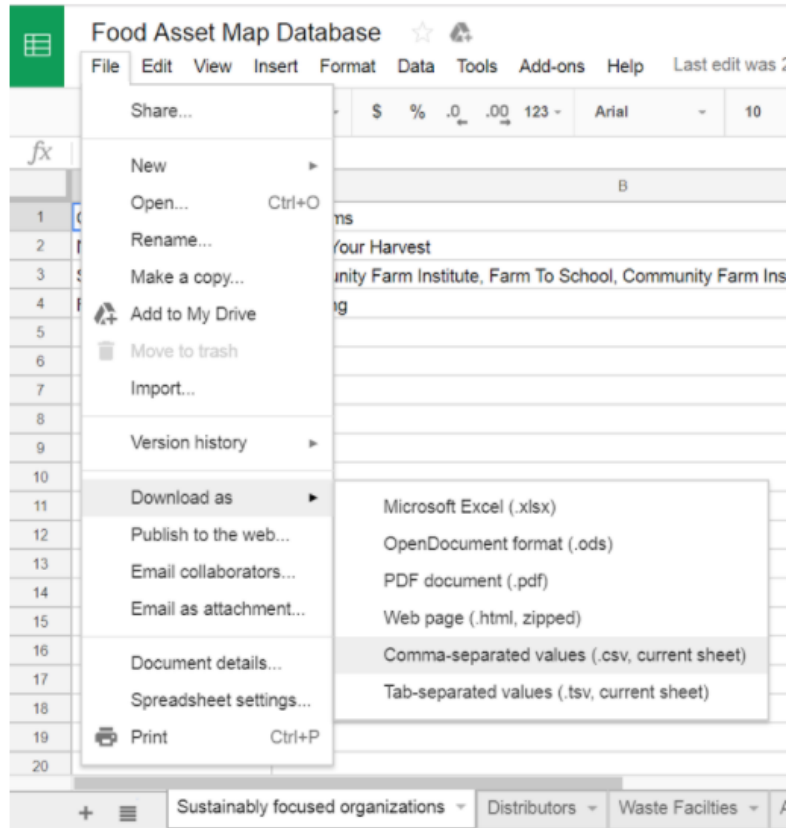 Food Asset Map Database
File Edit View Insert Format Data Tools Add-ons Help Last edit was 2
Share... $ % .0 .00 123 Arial 10
fx
New
B
Open... Ctrl+O
1 ms
Rename...
2 Your Harvest
Make a copy...
3 unity Farm Institute, Farm To School, Community Farm Ins
4 ng
Add to My Drive
5
Move to trash
6
7 Import...
8
9 Version history
10
11 Download as Microsoft Excel (.xlsx)
12 Publish to the web... OpenDocument format (.ods)
13 Email collaborators... PDF document (.pdf)
14
15 Email as attachment... Web page (.html, zipped)
16 Document details... Comma-separated values (.csv, current sheet)
17
18 Spreadsheet settings... Tab-separated values (.tsv, current sheet)
19 Print Ctrl+P
20
+ Sustainably focused organizations Distributors Waste Facilties A